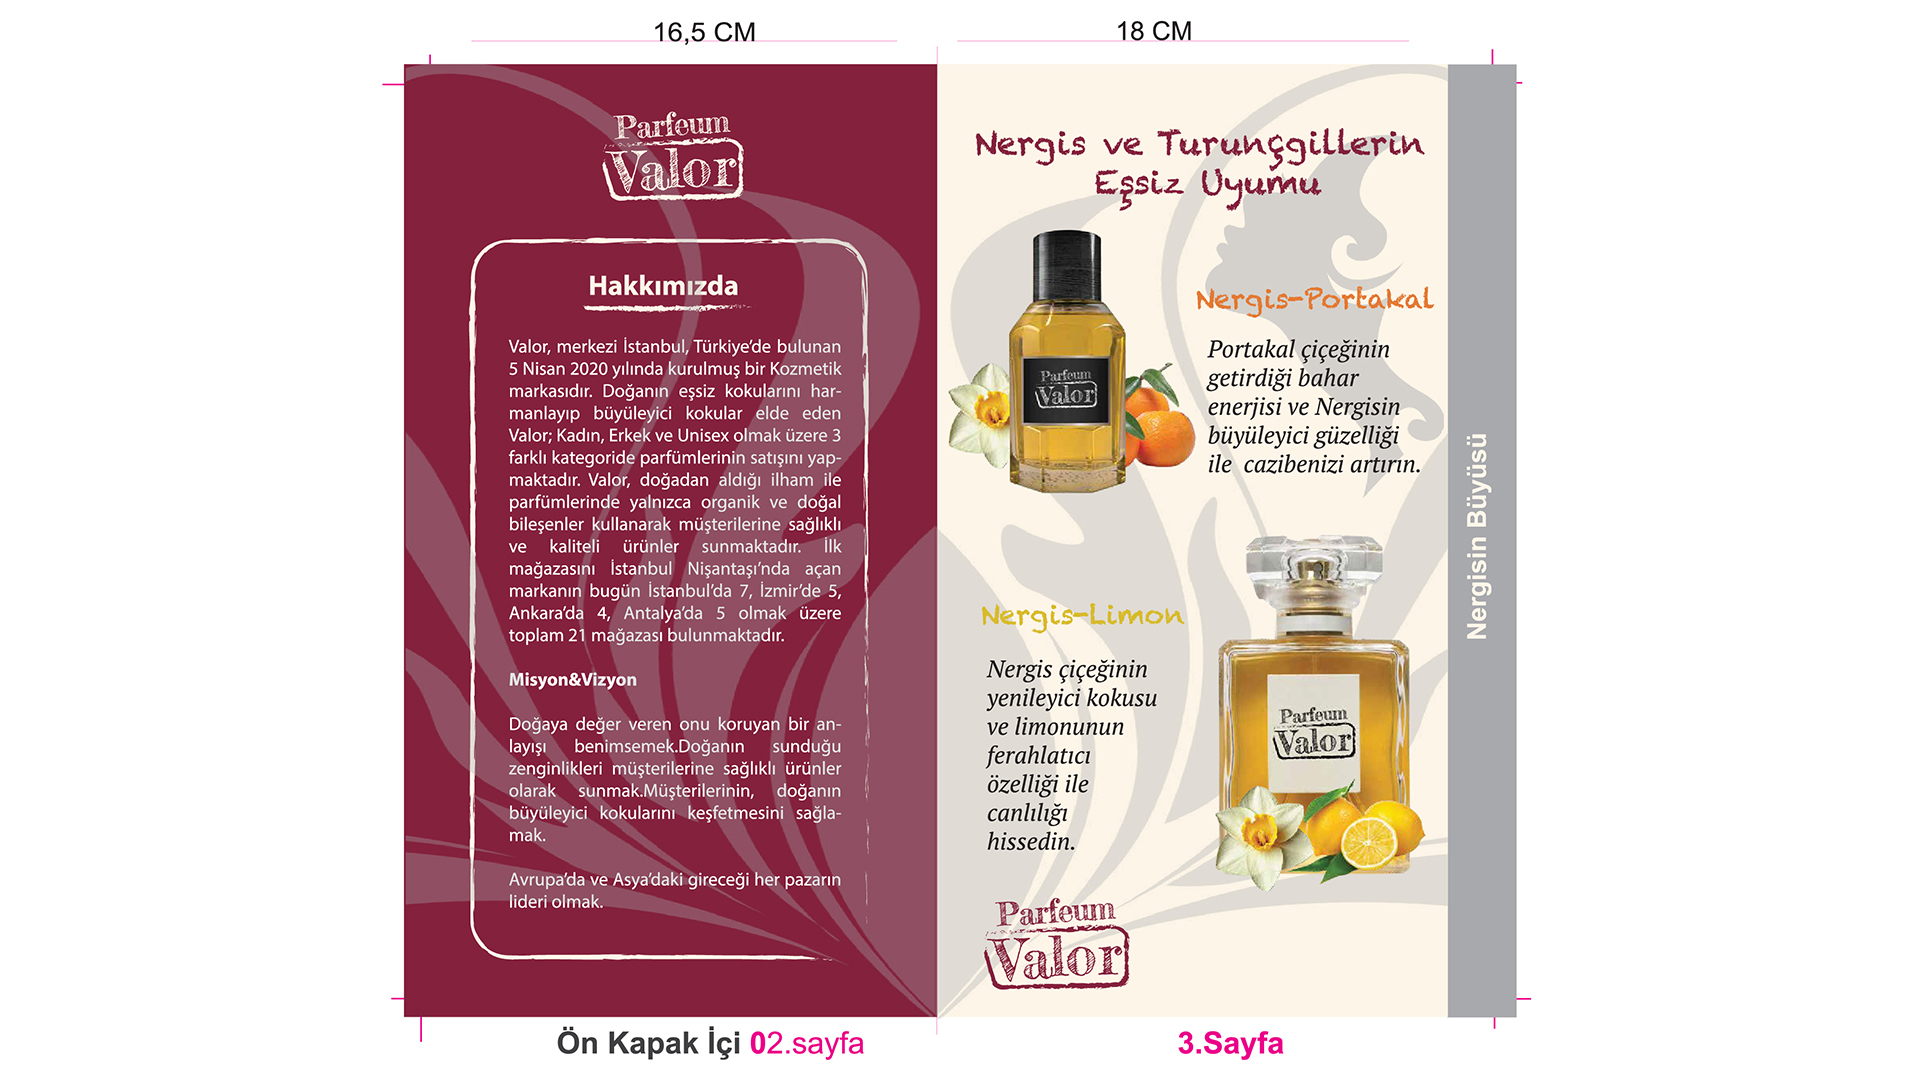 16,5 CM
18 CM
Parfeum
Valor
Hakkımızda
Valor, merkezi İstanbul, Türkiye’de bulunan
5 Nisan 2020 yılında kurulmuş bir Kozmetik
markasıdır. Doğanın eşsiz kokularını har-
manlayıp büyüleyici kokular elde eden
Valor; Kadın, Erkek ve Unisex olmak üzere 3
farklı kategoride parfümlerinin satışını yap-
maktadır. Valor, doğadan aldığı ilham ile
parfümlerinde yalnızca organik ve doğal
bileşenler kullanarak müşterilerine sağlıklı
ve kaliteli ürünler sunmaktadır. İlk
mağazasını İstanbul Nişantaşı’nda açan
markanın bugün İstanbul’da 7, İzmir’de 5,
Ankara’da 4, Antalya’da 5 olmak üzere
toplam 21 mağazası bulunmaktadır.
Misyon&Vizyon
Doğaya değer veren onu koruyan bir an-
layışı benimsemek.Doğanın sunduğu
zenginlikleri müşterilerine sağlıklı ürünler
olarak sunmak.Müşterilerinin, doğanın
büyüleyici kokularını keşfetmesini sağla-
mak.
Avrupa’da ve Asya’daki gireceği her pazarın
lideri olmak.
Ön Kapak İçi 02.sayfa
Nergis ve Turunçgillerin
Eşsiz Uyumu
Parfeum
Valor
Nergis-Portakal
Portakal çiçeğinin
getirdiği bahar
enerjisi ve Nergisin
büyüleyici güzelliği
ile cazibenizi artırın.
Nergis-Limon
Nergis çiçeğinin
yenileyici kokusu
ve limonunun
ferahlatıcı
özelliği ile
canlılığı
hissedin.
Parfeum
Valor
Parfeum
Valor
Nergisin Büyüsü
3.Sayfa